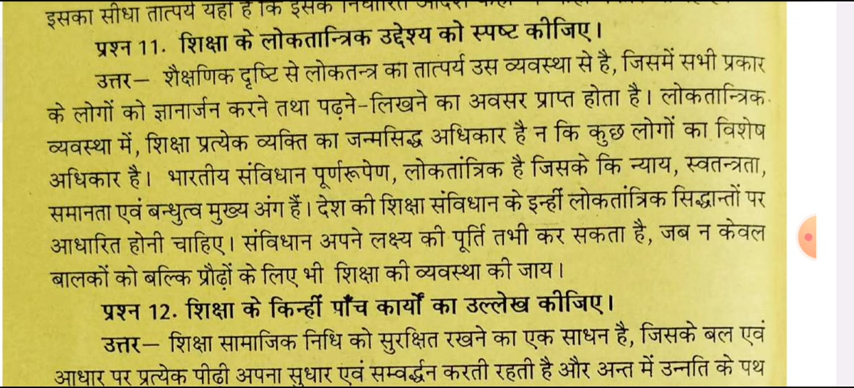 इसका सीधा तात्पर्य यही है कि इसके निर्धारित
प्रश्न 11. शिक्षा के लोकतान्त्रिक उद्देश्य को स्पष्ट कीजिए।
उत्तर— शैक्षणिक दृष्टि से लोकतन्त्र का तात्पर्य उस व्यवस्था से है, जिसमें सभी प्रकार
के लोगों को ज्ञानार्जन करने तथा पढ़ने-लिखने का अवसर प्राप्त होता है। लोकतान्त्रिक
व्यवस्था में, शिक्षा प्रत्येक व्यक्ति का जन्मसिद्ध अधिकार है न कि कुछ लोगों का विशेष
अधिकार है। भारतीय संविधान पूर्णरूपेण, लोकतांत्रिक है जिसके कि न्याय, स्वतन्त्रता,
समानता एवं बन्धुत्व मुख्य अंग हैं। देश की शिक्षा संविधान के इन्हीं लोकतांत्रिक सिद्धान्तों पर
आधारित होनी चाहिए। संविधान अपने लक्ष्य की पूर्ति तभी कर सकता है, जब न केवल
बालकों को बल्कि प्रौढ़ों के लिए भी शिक्षा की व्यवस्था की जाय।
प्रश्न 12. शिक्षा के किन्हीं पाँच कार्यों का उल्लेख कीजिए।
उत्तर— शिक्षा सामाजिक निधि को सुरक्षित रखने का एक साधन है, जिसके बल एवं
आधार पर प्रत्येक पीढी अपना सुधार एवं सम्वर्द्धन करती रहती है और अन्त में उन्नति के पथ